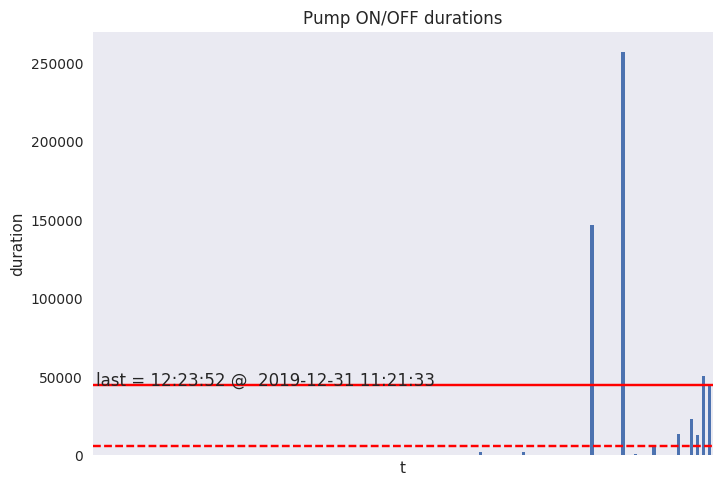 Pump ON/OFF durations
250000
200000
150000
100000
50000
0
duration
last = 12:23:52 @  2019-12-31 11:21:33
t